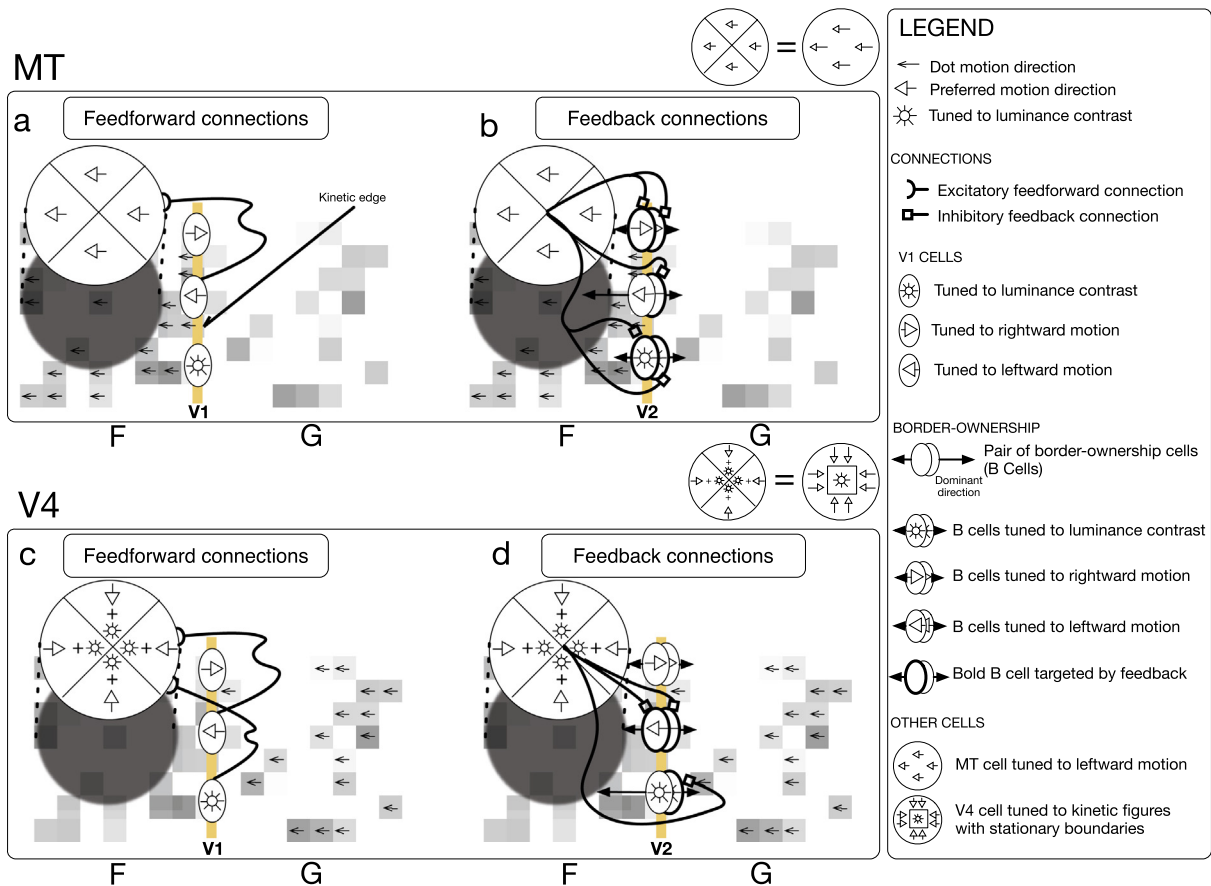 MT
=
a
Feedforward connections
Kinetic edge
V1
F
G
b
Feedback connections
V2
F
G
V4
=
c
Feedforward connections
+
+ +
+
V1
F
G
d
Feedback connections
+
+ +
+
V2
F
G
LEGEND
Dot motion direction
Preferred motion direction
Tuned to luminance contrast
CONNECTIONS
Excitatory feedforward connection
Inhibitory feedback connection
V1 CELLS
Tuned to luminance contrast
Tuned to rightward motion
Tuned to leftward motion
BORDER-OWNERSHIP
Pair of border-ownership cells
(B Cells)
Dominant
direction
B cells tuned to luminance contrast
B cells tuned to rightward motion
B cells tuned to leftward motion
Bold B cell targeted by feedback
OTHER CELLS
MT cell tuned to leftward motion
V4 cell tuned to kinetic figures
with stationary boundaries